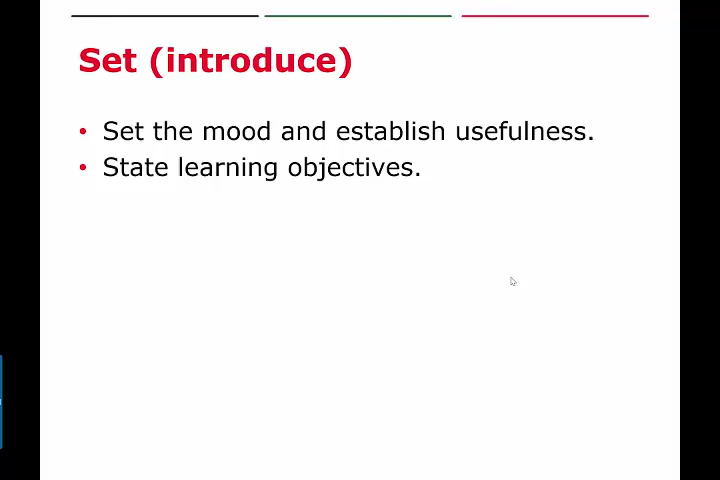 Set (introduce)
• Set the mood and establish usefulness.
• State learning objectives.